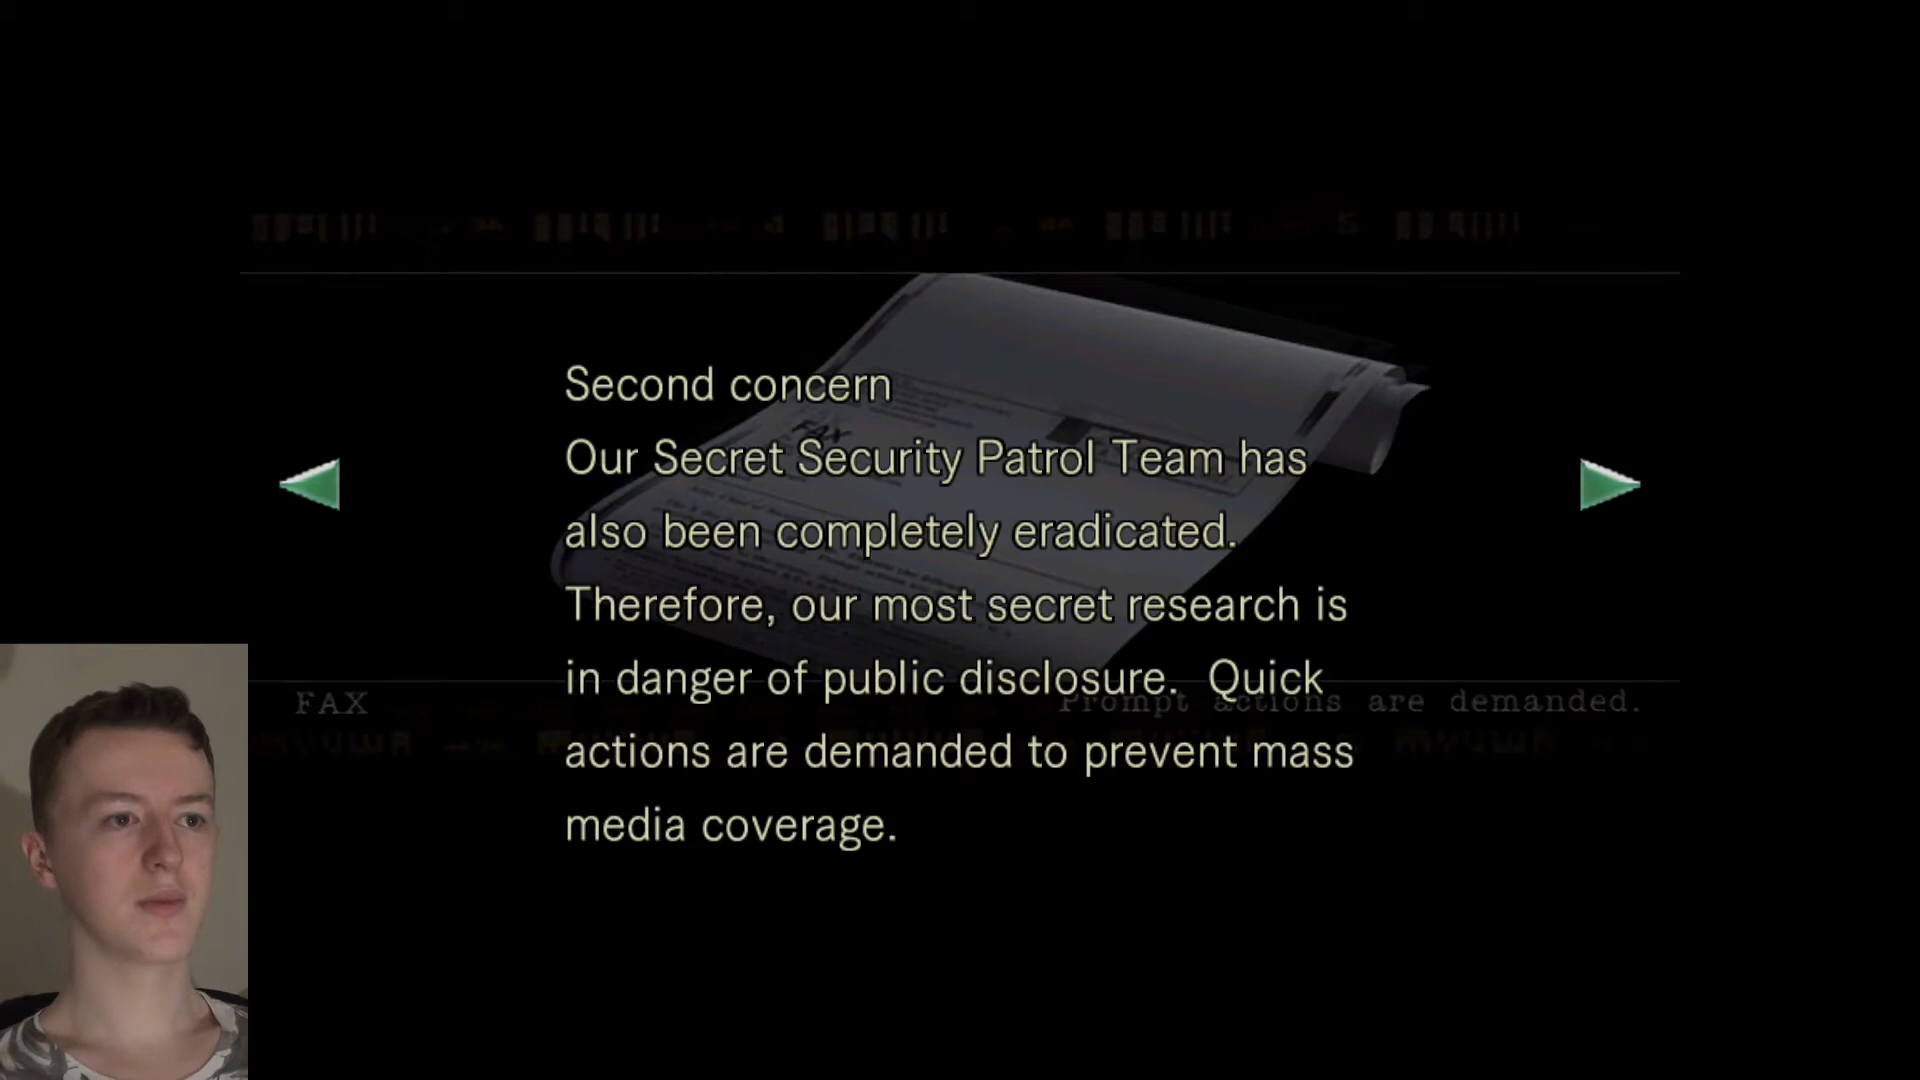 Second concern
Our Secret Security Patrol Team has
also been completely eradicated.
Therefore, our most secret research is
in danger of public disclosure.  Quick
actions are demanded to prevent mass
media coverage.
FAX
FAX
Prompt actions are demanded.